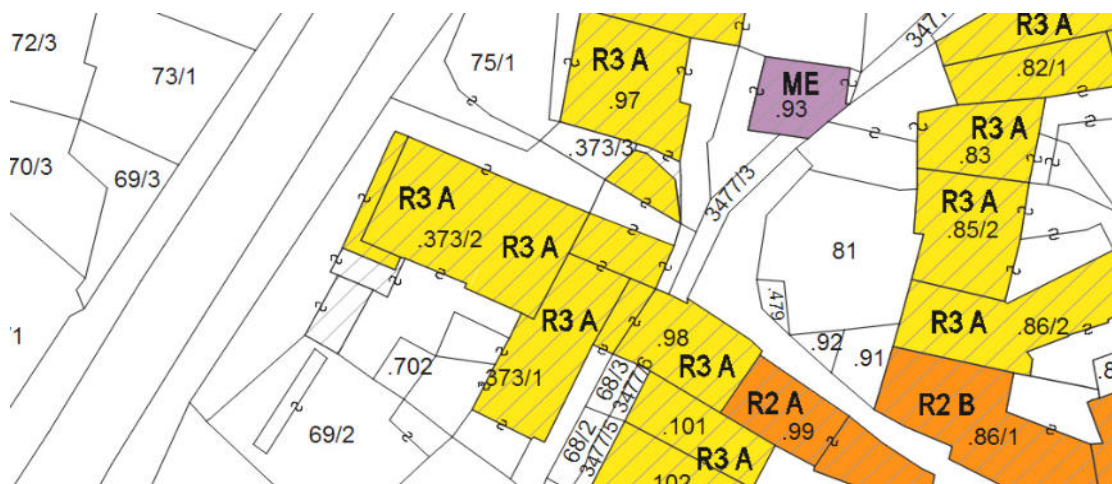 72/3
73/1
75/1
R3 A
.97
ME
.93
R3 A
.82/1
R3 A
.83
70/3
69/3
.373/3
3477/3
R3 A
.373/2
R3 A
R3 A
.85/2
81
.479
R3 A
.86/2
R3 A
.98
R3 A
.92
.91
.702
.373/1
68/3
3477/6
R2 A
.99
R2 B
.86/1
69/2
68/2
3477/5
.101
R3 A